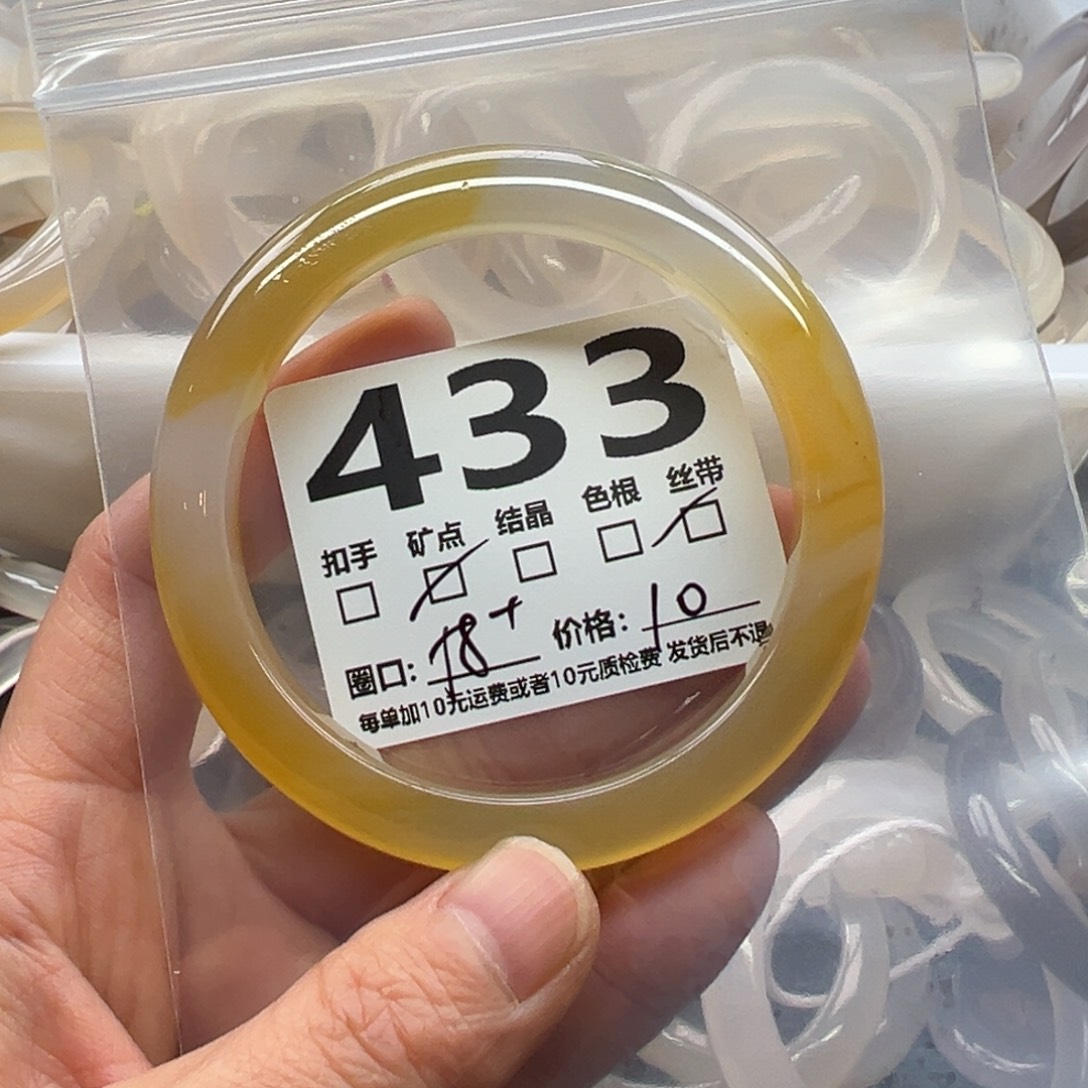 433
扣手 矿点 结晶 色根 丝带
圈口: 18+ 价格: 10
每单加10元运费或者10元质检费 发货后不退